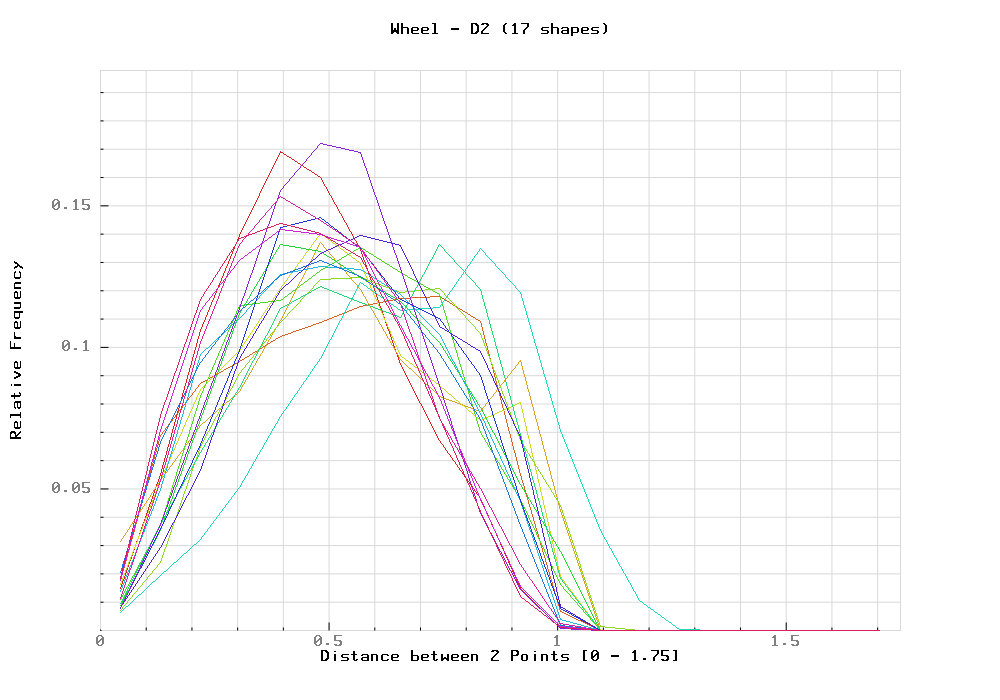 Wheel - D2 (17 shapes)
Relative Frequency
0.15
0.1
0.05
0
0.5
1
1.5
Distance between 2 Points [0 - 1.75]